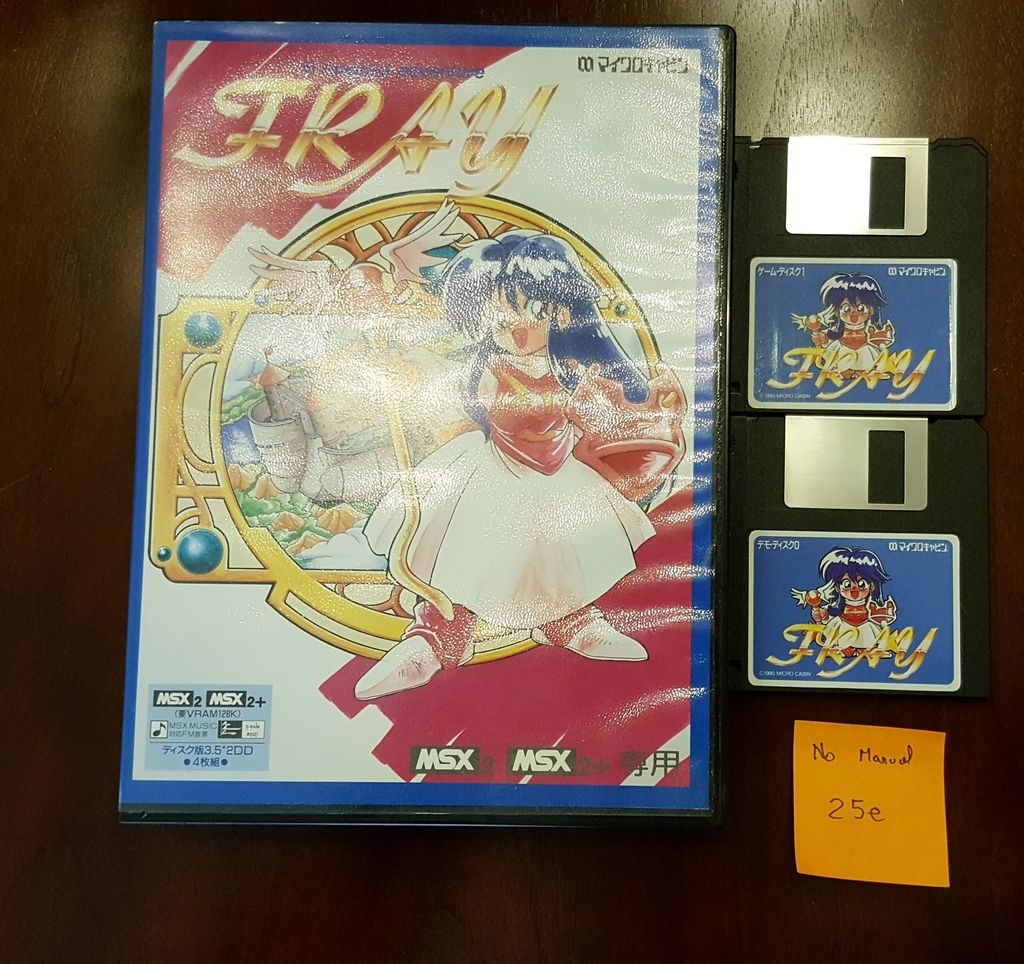 FRAY
マイクロキャビン
MSX 2 MSX 2+
(要VRAM128K)
MSX MUSIC
対応FM音源
S-RAM
対応
ディスク版3.5"2DD
●4枚組●
MSX 2 MSX 2+ 専用
ゲーム・ディスク1
マイクロキャビン
FRAY
©1990 MICRO CABIN
デモ・ディスク0
マイクロキャビン
FRAY
©1990 MICRO CABIN
No Manual
25e